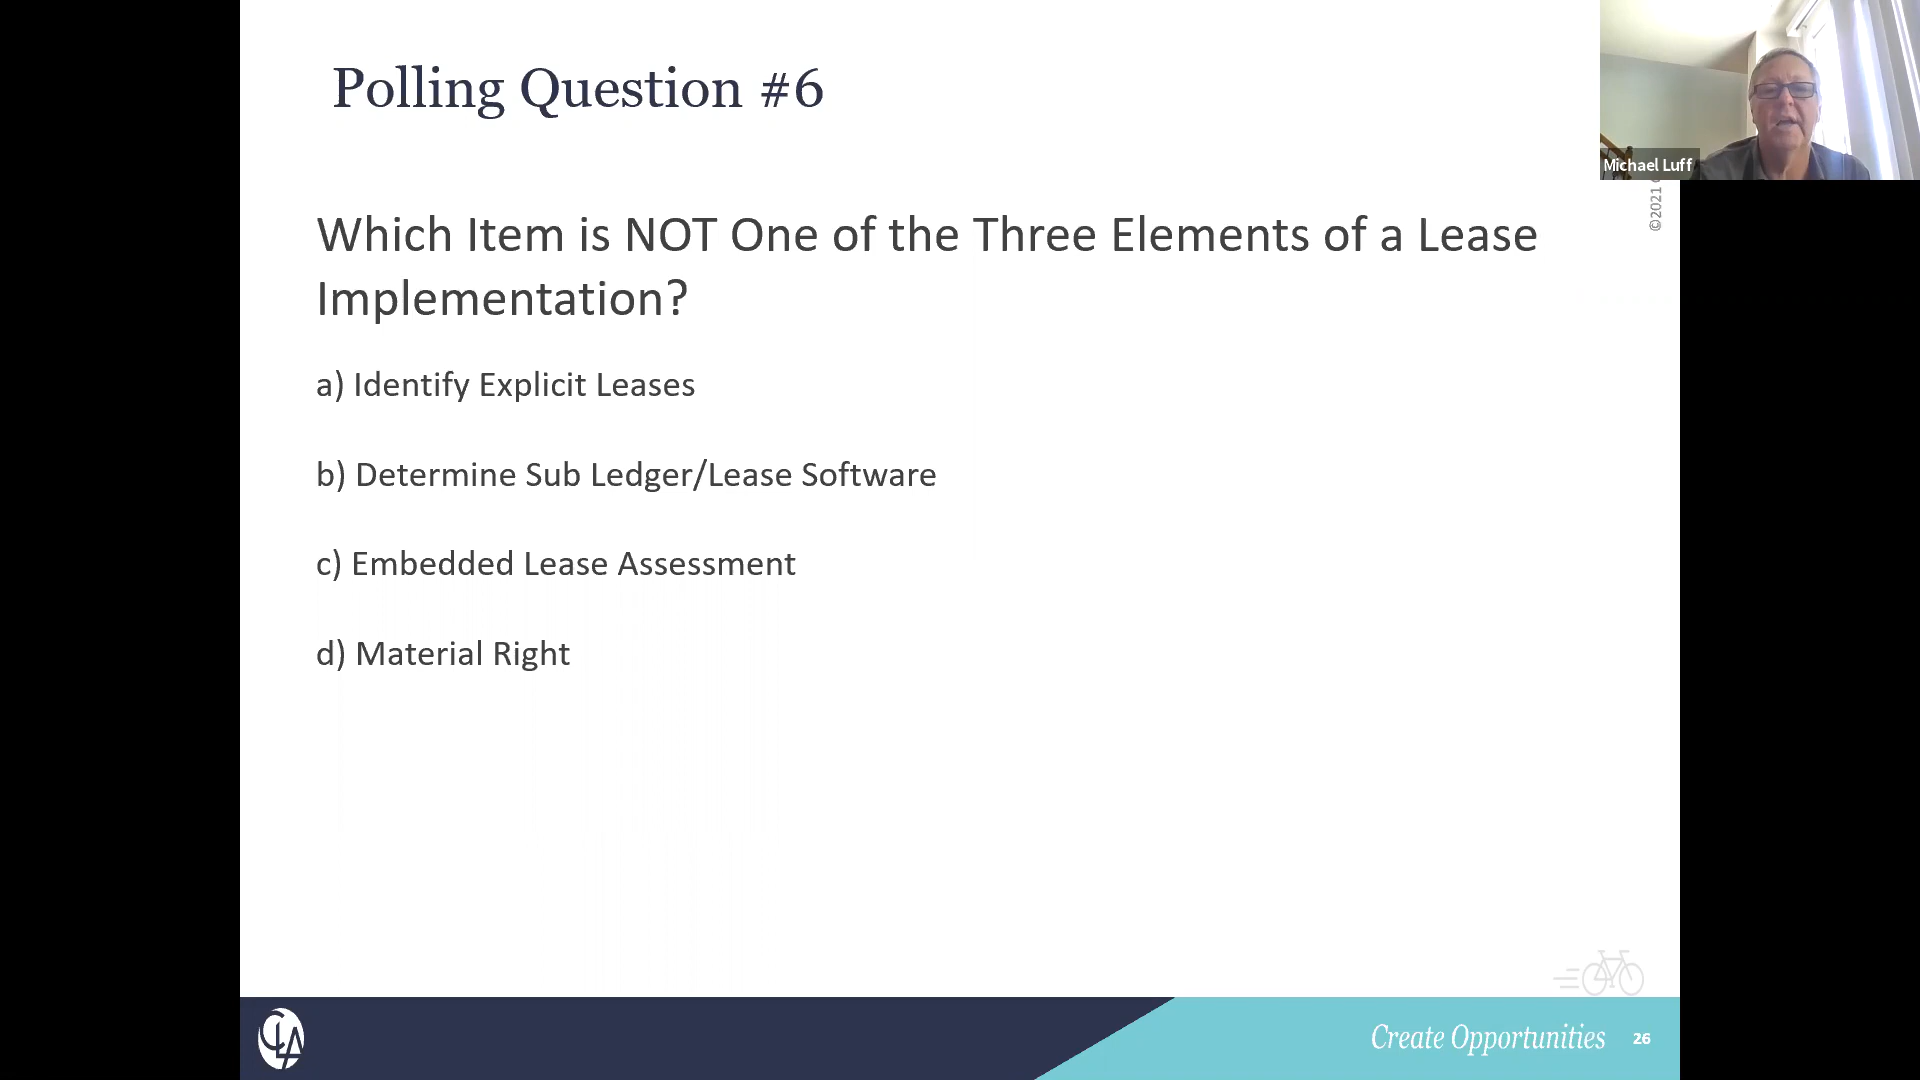 Polling Question #6
Michael Luff
©2021
Which Item is NOT One of the Three Elements of a Lease
Implementation?
a) Identify Explicit Leases
b) Determine Sub Ledger/Lease Software
c) Embedded Lease Assessment
d) Material Right
CLA
Create Opportunities
26